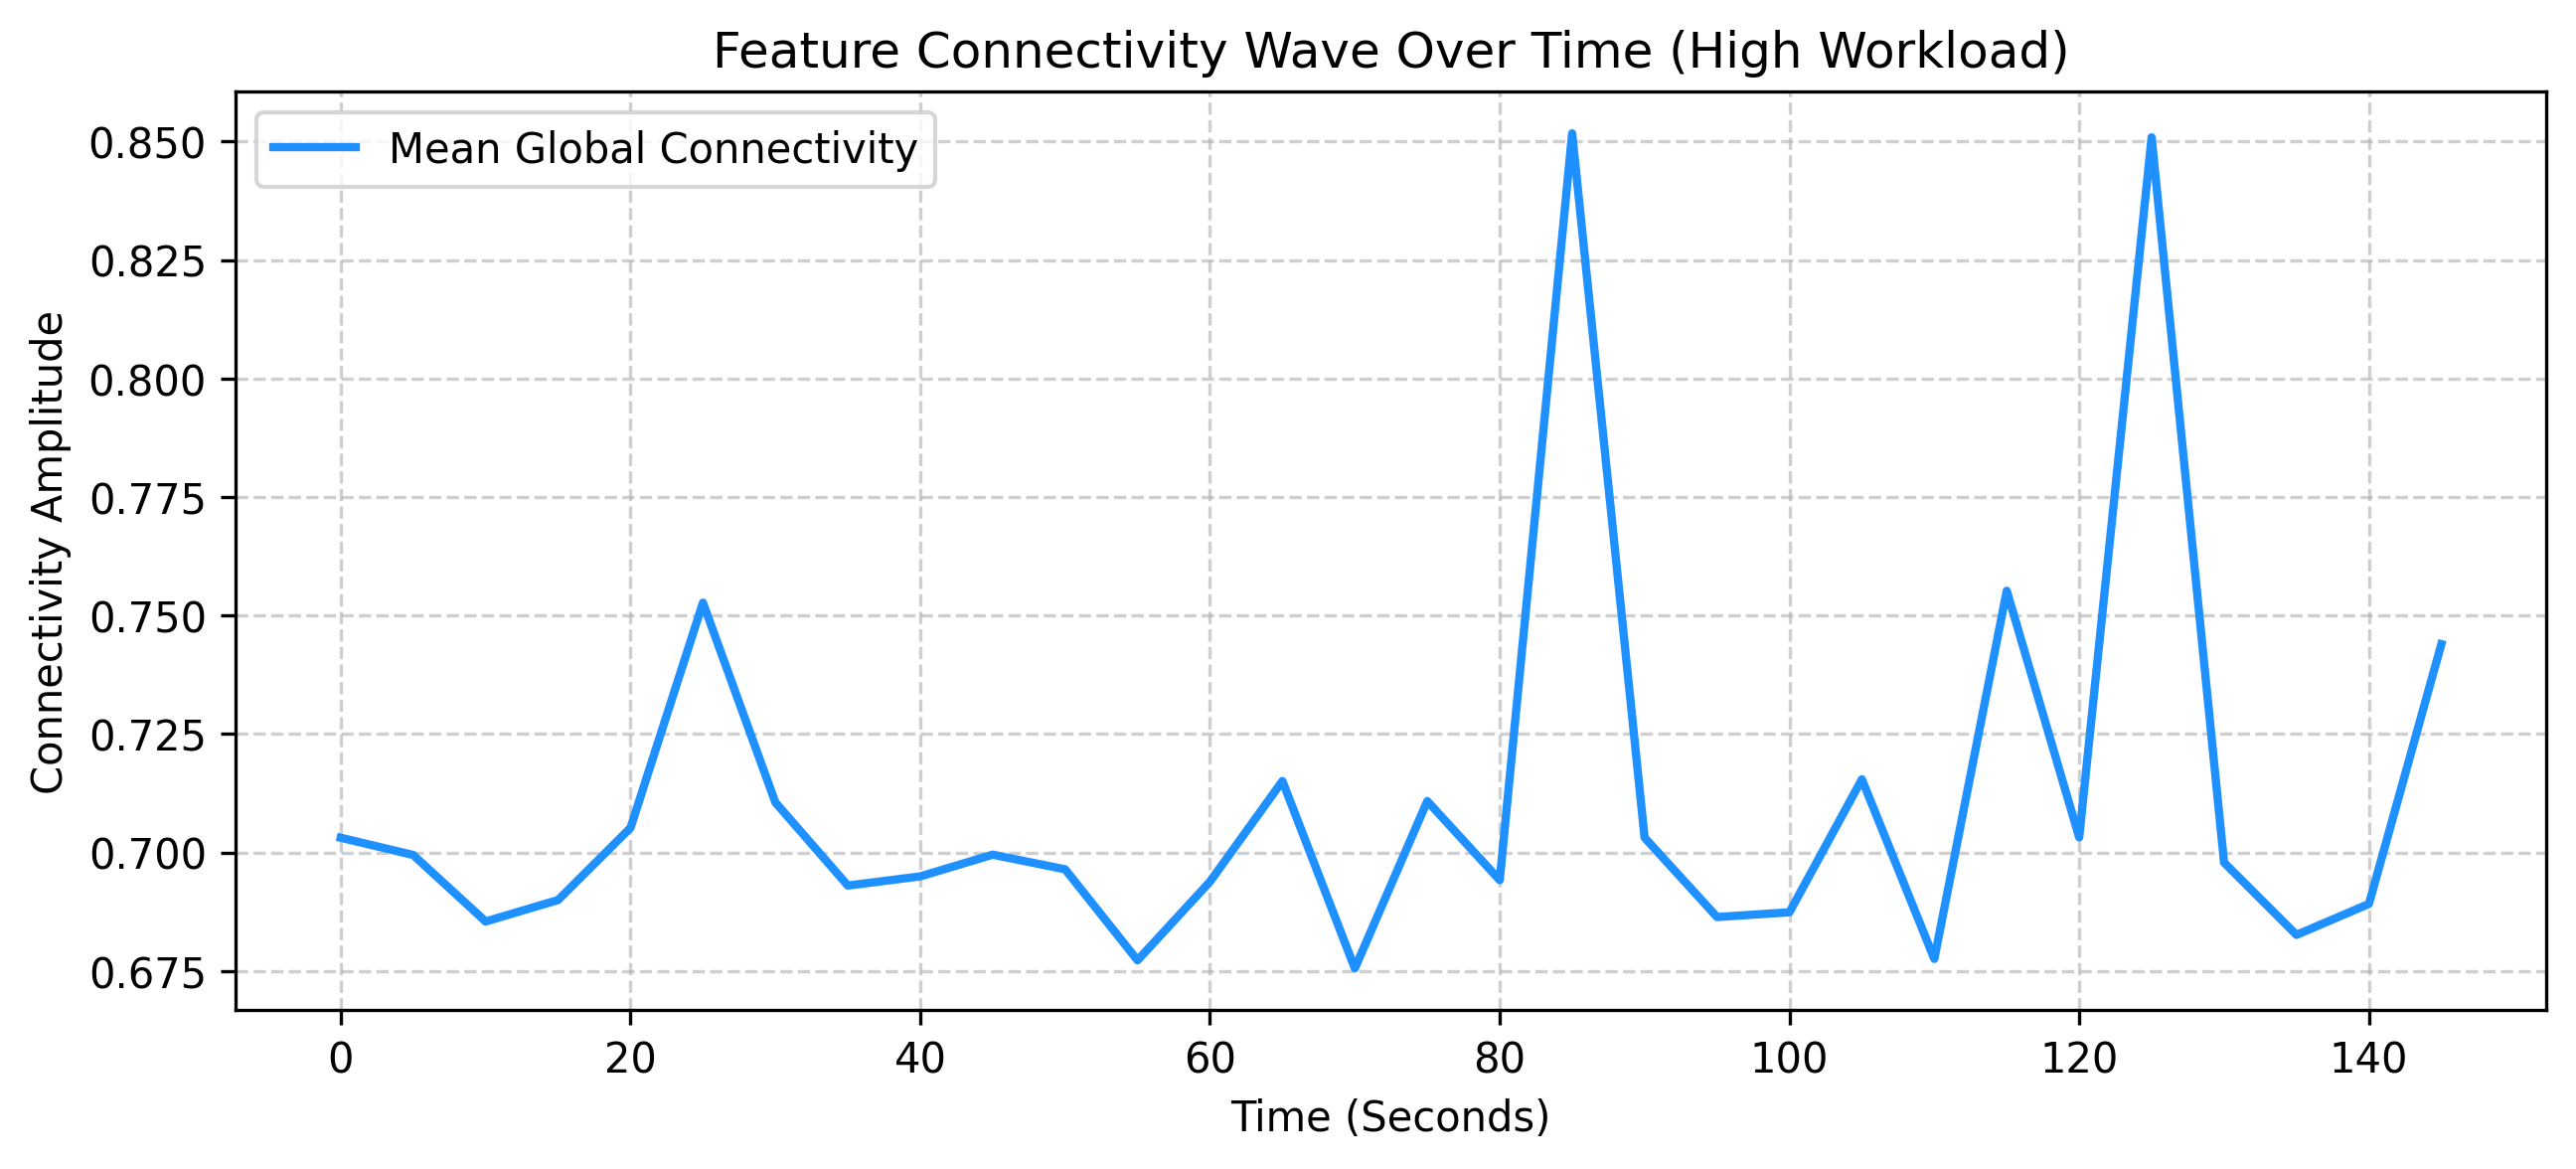 Feature Connectivity Wave Over Time (High Workload)
Mean Global Connectivity
Connectivity Amplitude
0.850
0.825
0.800
0.775
0.750
0.725
0.700
0.675
0 20 40 60 80 100 120 140
Time (Seconds)